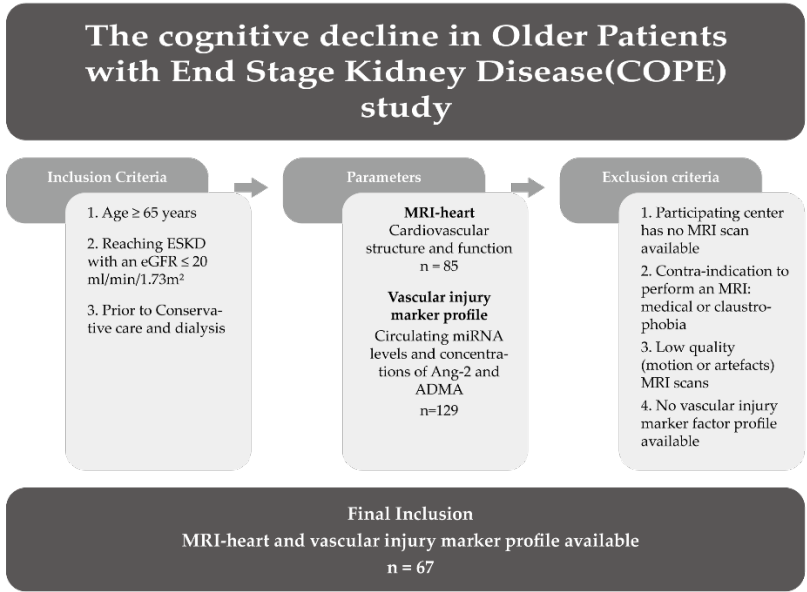 The cognitive decline in Older Patients
with End Stage Kidney Disease(COPE)
study
Inclusion Criteria
1. Age ≥ 65 years
2. Reaching ESKD
with an eGFR ≤ 20
ml/min/1.73m²
3. Prior to Conserva-
tive care and dialysis
Parameters
MRI-heart
Cardiovascular
structure and function
n = 85
Vascular injury
marker profile
Circulating miRNA
levels and concentra-
tions of Ang-2 and
ADMA
n=129
Exclusion criteria
1. Participating center
has no MRI scan
available
2. Contra-indication to
perform an MRI:
medical or claustro-
phobia
3. Low quality
(motion or artefacts)
MRI scans
4. No vascular injury
marker factor profile
available
Final Inclusion
MRI-heart and vascular injury marker profile available
n = 67